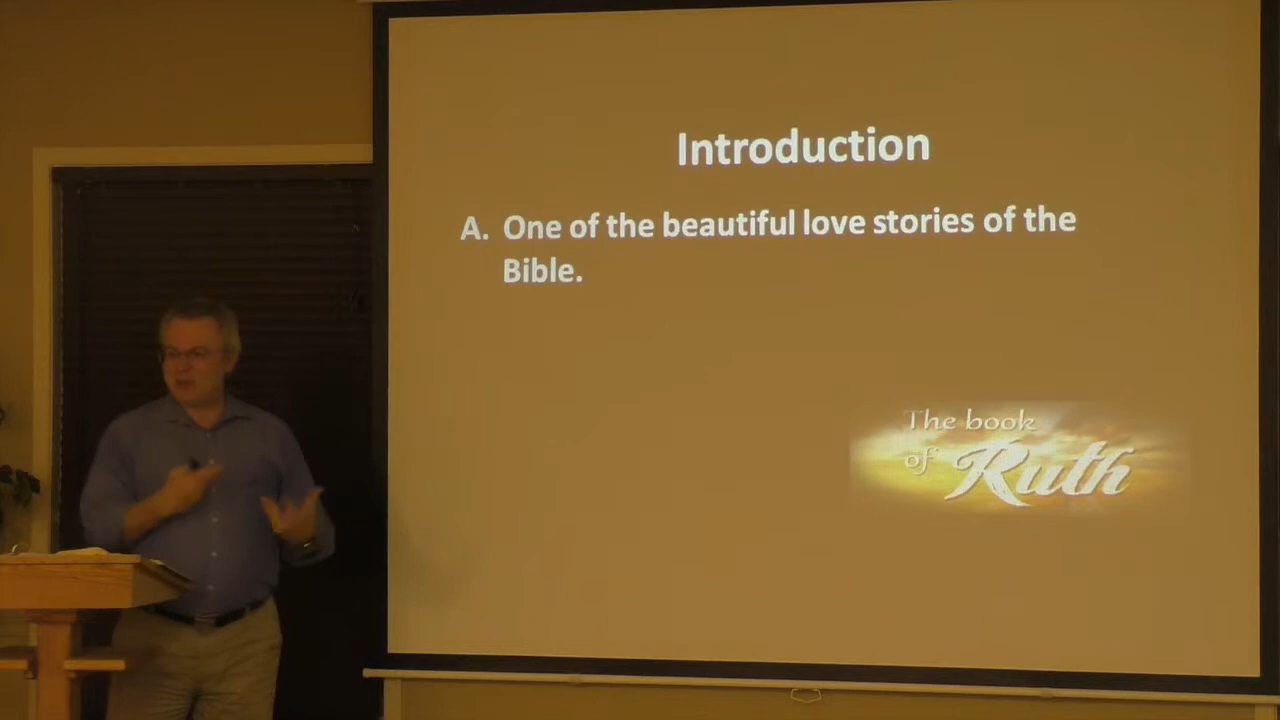 Introduction
A. One of the beautiful love stories of the
Bible.
The book
of Ruth